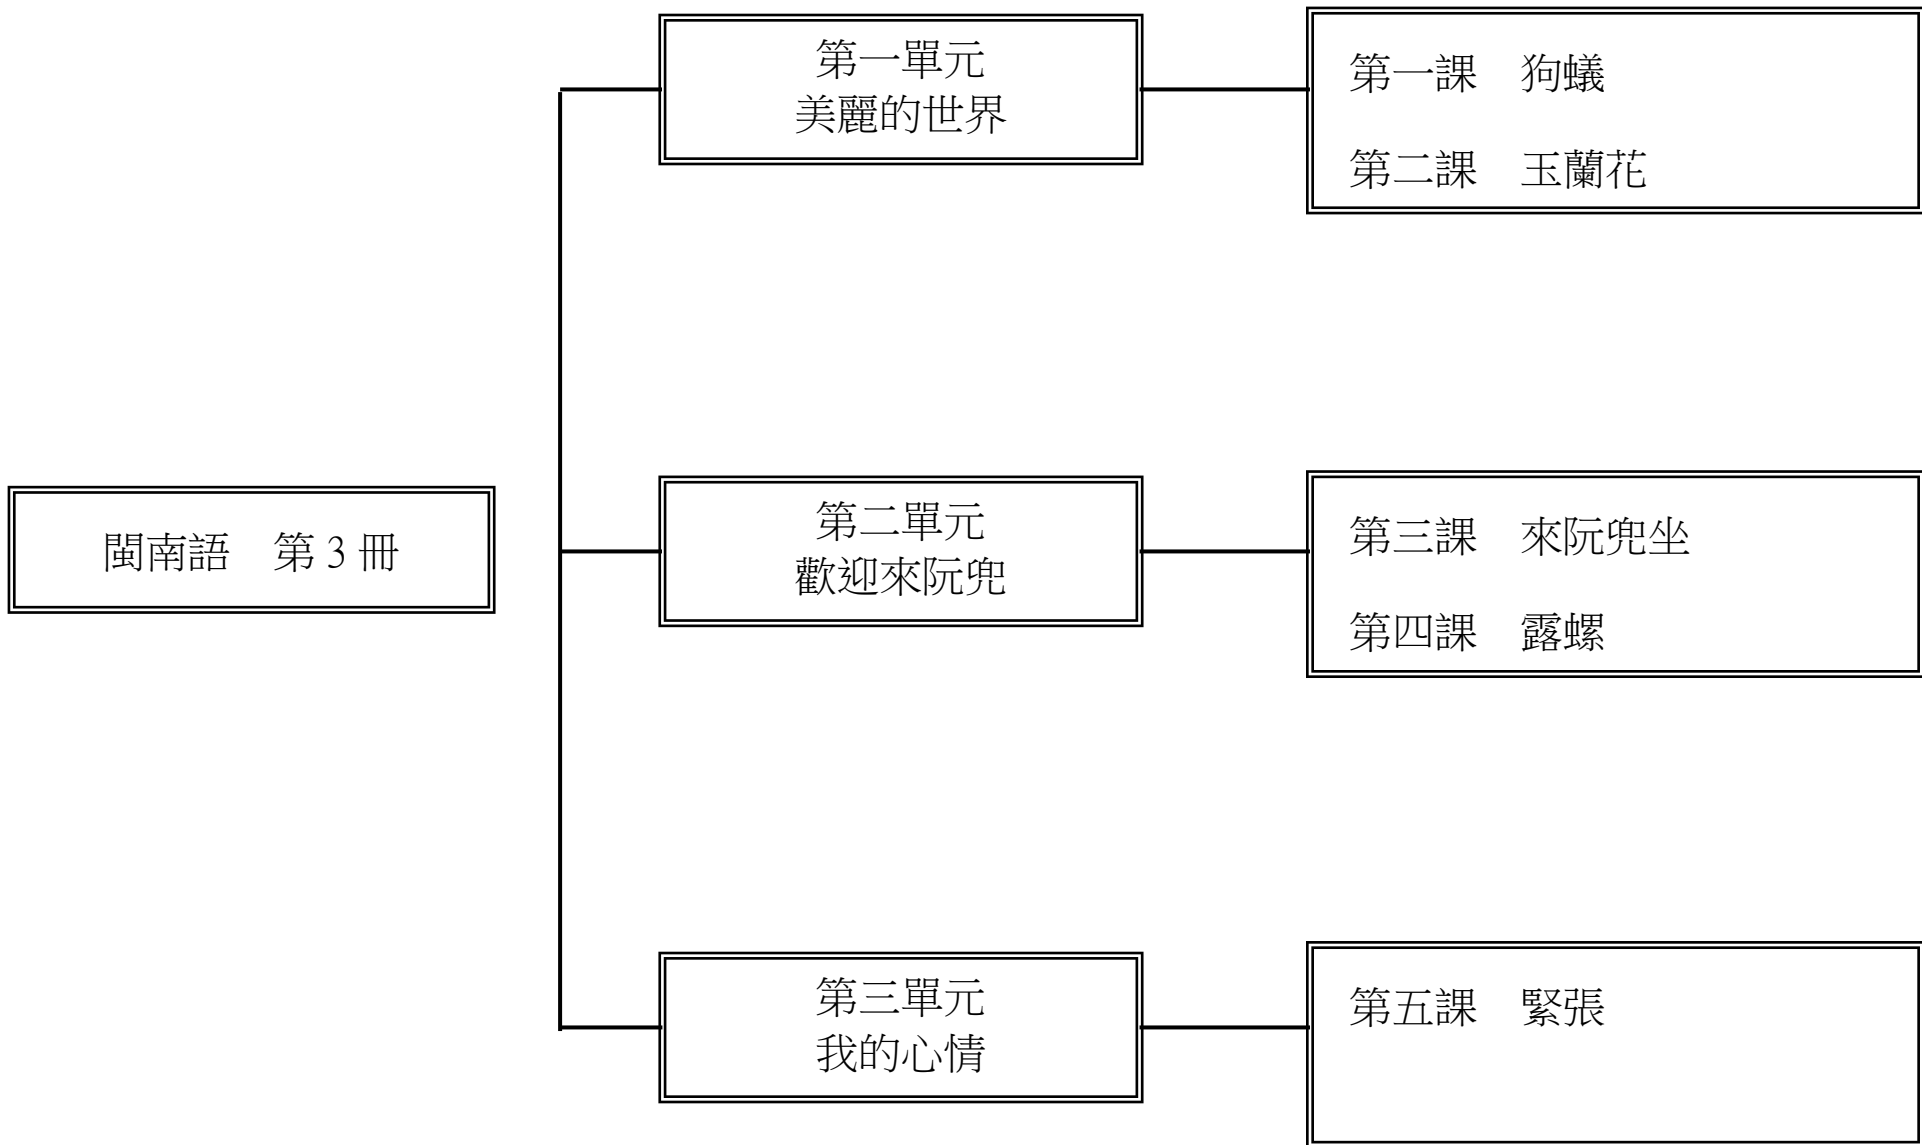 閩南語　第 3 冊
第一單元
美麗的世界
第一課　狗蟻
第二課　玉蘭花
第二單元
歡迎來阮兜
第三課　來阮兜坐
第四課　露螺
第三單元
我的心情
第五課　緊張